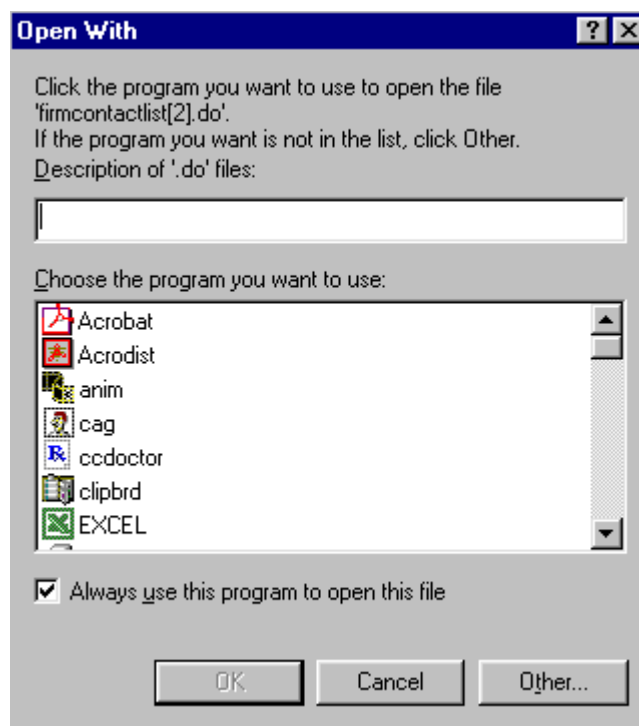 Open With
Click the program you want to use to open the file
'firmcontactlist[2].do'.
If the program you want is not in the list, click Other.
Description of '.do' files:
Choose the program you want to use:
Acrobat
Acrodist
anim
cag
ccdoctor
clipbrd
EXCEL
Always use this program to open this file
OK
Cancel
Other...